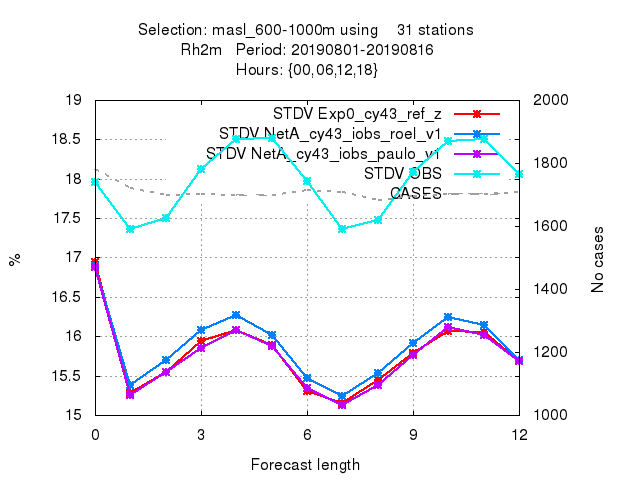 Selection: masl_600-1000m using    31 stations
Rh2m   Period: 20190801-20190816
Hours: {00,06,12,18}
STDV Exp0_cy43_ref_z
STDV NetA_cy43_iobs_roel_v1
STDV NetA_cy43_iobs_paulo_v1
STDV OBS
CASES
19
18.5
18
17.5
17
16.5
16
15.5
15
%
2000
1800
1600
1400
1200
1000
No cases
0 3 6 9 12
Forecast length